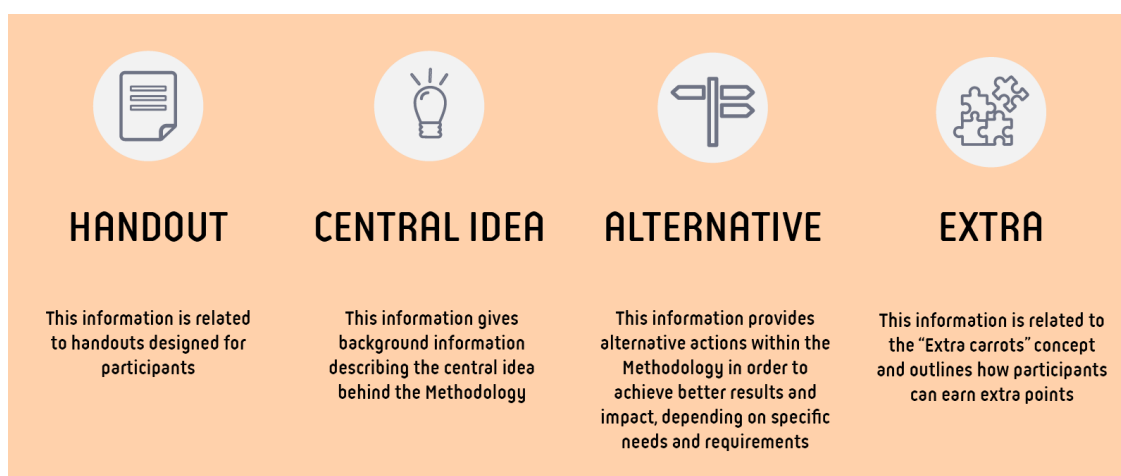 HANDOUT
This information is related
to handouts designed for
participants
CENTRAL IDEA
This information gives
background information
describing the central idea
behind the Methodology
ALTERNATIVE
This information provides
alternative actions within the
Methodology in order to
achieve better results and
impact, depending on specific
needs and requirements
EXTRA
This information is related to
the “Extra carrots” concept
and outlines how participants
can earn extra points